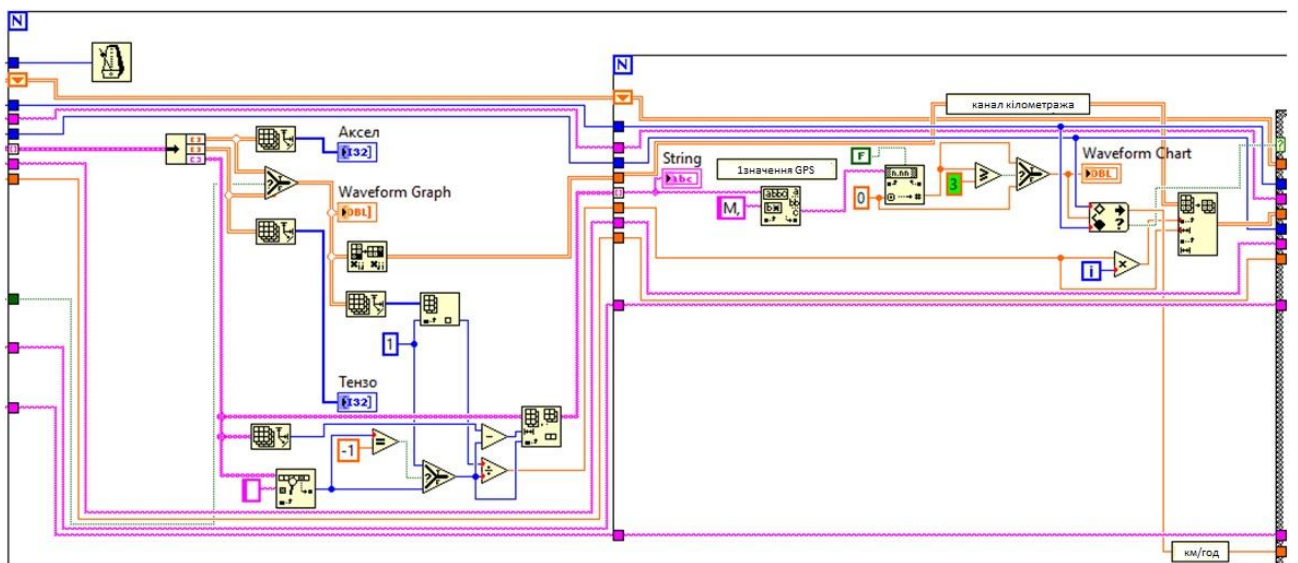 N
N
канал кілометража
Аксел
I32]
String
abc
1значення GPS
F
Waveform Chart
DBL
Waveform Graph
DBL]
M,
0
3
i
1
Тензо
I32]
-1
км/год